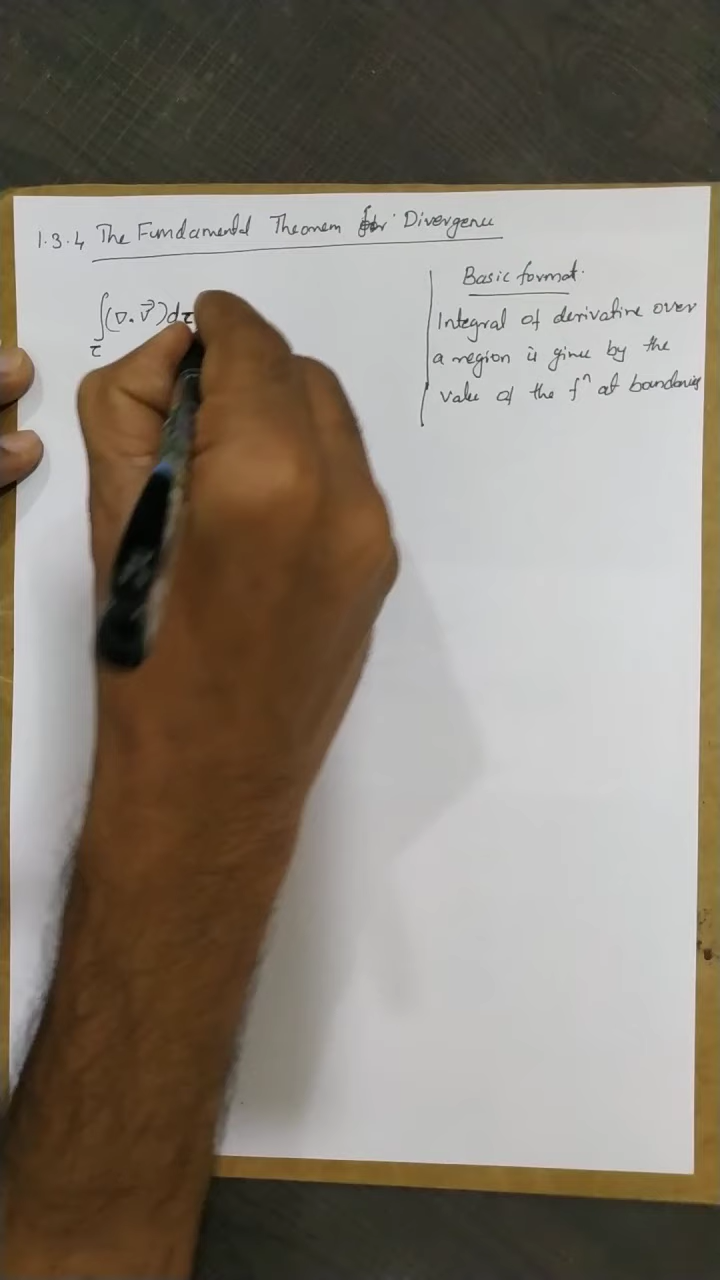 1.3.4 The Fundamental Theorem for Divergence
∫(∇.v⃗)dτ
τ
Basic format.
Integral of derivative over
a region is given by the
value of the fⁿ at boundaries